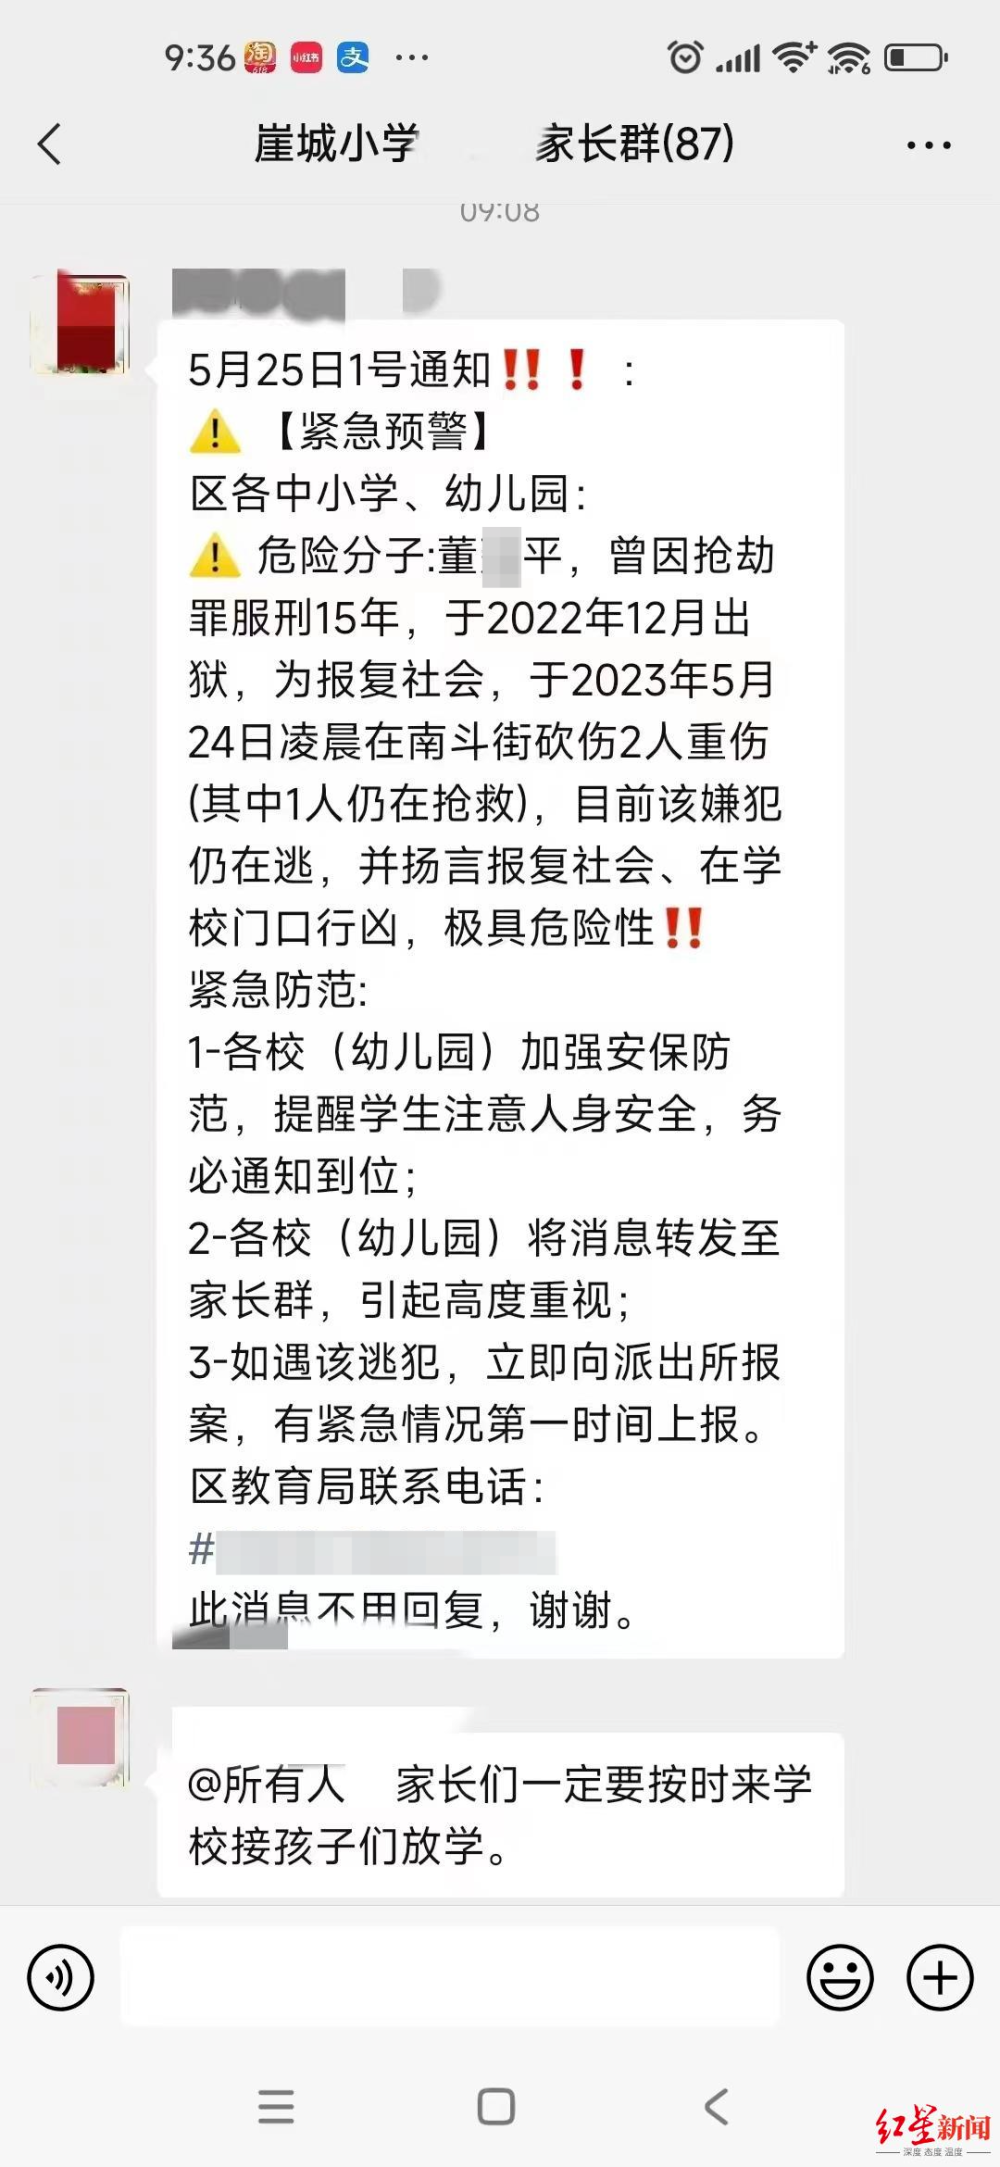 9:36
淘
618
小红书
支
6
崖城小学 家长群(87)
09:08
5月25日1号通知‼️❗：
⚠️【紧急预警】
区各中小学、幼儿园:
⚠️ 危险分子:董 平，曾因抢劫
罪服刑15年，于2022年12月出
狱，为报复社会，于2023年5月
24日凌晨在南斗街砍伤2人重伤
(其中1人仍在抢救)，目前该嫌犯
仍在逃，并扬言报复社会、在学
校门口行凶，极具危险性‼️
紧急防范:
1-各校（幼儿园）加强安保防
范，提醒学生注意人身安全，务
必通知到位；
2-各校（幼儿园）将消息转发至
家长群，引起高度重视；
3-如遇该逃犯，立即向派出所报
案，有紧急情况第一时间上报。
区教育局联系电话：
#
此消息不用回复，谢谢。
@所有人 家长们一定要按时来学
校接孩子们放学。
红星新闻
深度 态度 温度